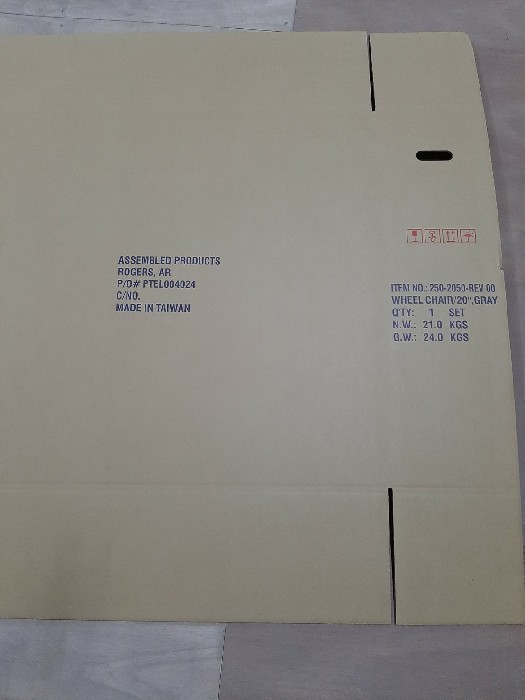 ASSEMBLED PRODUCTS
ROGERS, AR
P/O# PTEL004024
C/NO.
MADE IN TAIWAN
ITEM NO.: 250-2050-REV 00
WHEEL CHAIR/20",GRAY
Q'TY: 1 SET
N.W.: 21.0 KGS
G.W.: 24.0 KGS